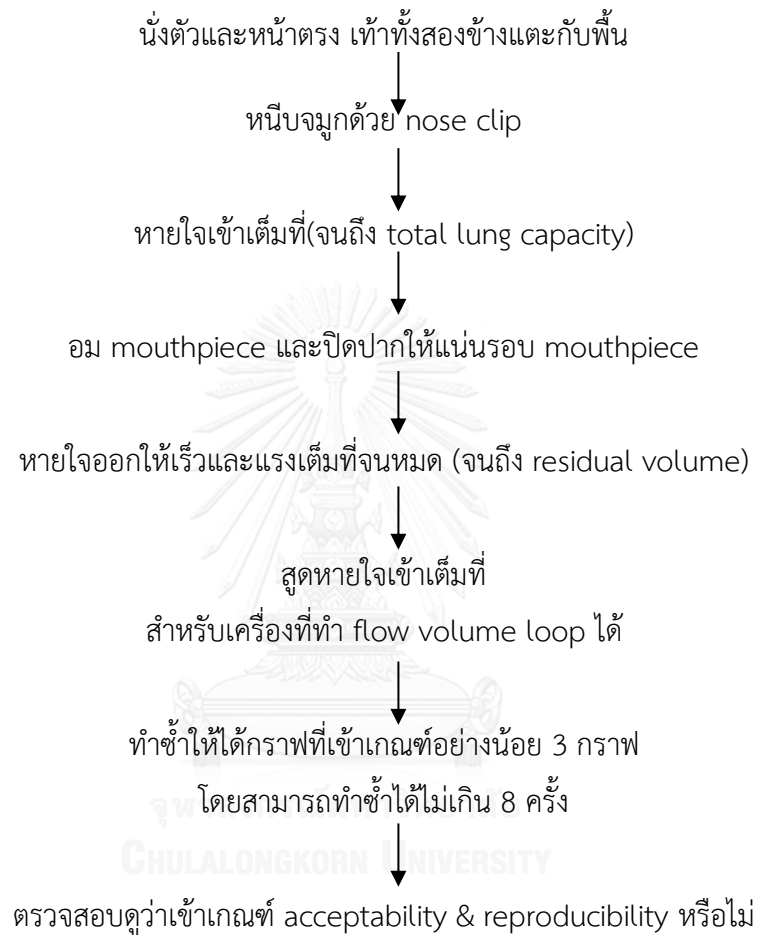 นั่งตัวและหน้าตรง เท้าทั้งสองข้างแตะกับพื้น
หนีบจมูกด้วย nose clip
หายใจเข้าเต็มที่(จนถึง total lung capacity)
อม mouthpiece และปิดปากให้แน่นรอบ mouthpiece
หายใจออกให้เร็วและแรงเต็มที่จนหมด (จนถึง residual volume)
สูดหายใจเข้าเต็มที่
สำหรับเครื่องที่ทำ flow volume loop ได้
ทำซ้ำให้ได้กราฟที่เข้าเกณฑ์อย่างน้อย 3 กราฟ
โดยสามารถทำซ้ำได้ไม่เกิน 8 ครั้ง
CHULALONGKORN UNIVERSITY
ตรวจสอบดูว่าเข้าเกณฑ์ acceptability & reproducibility หรือไม่